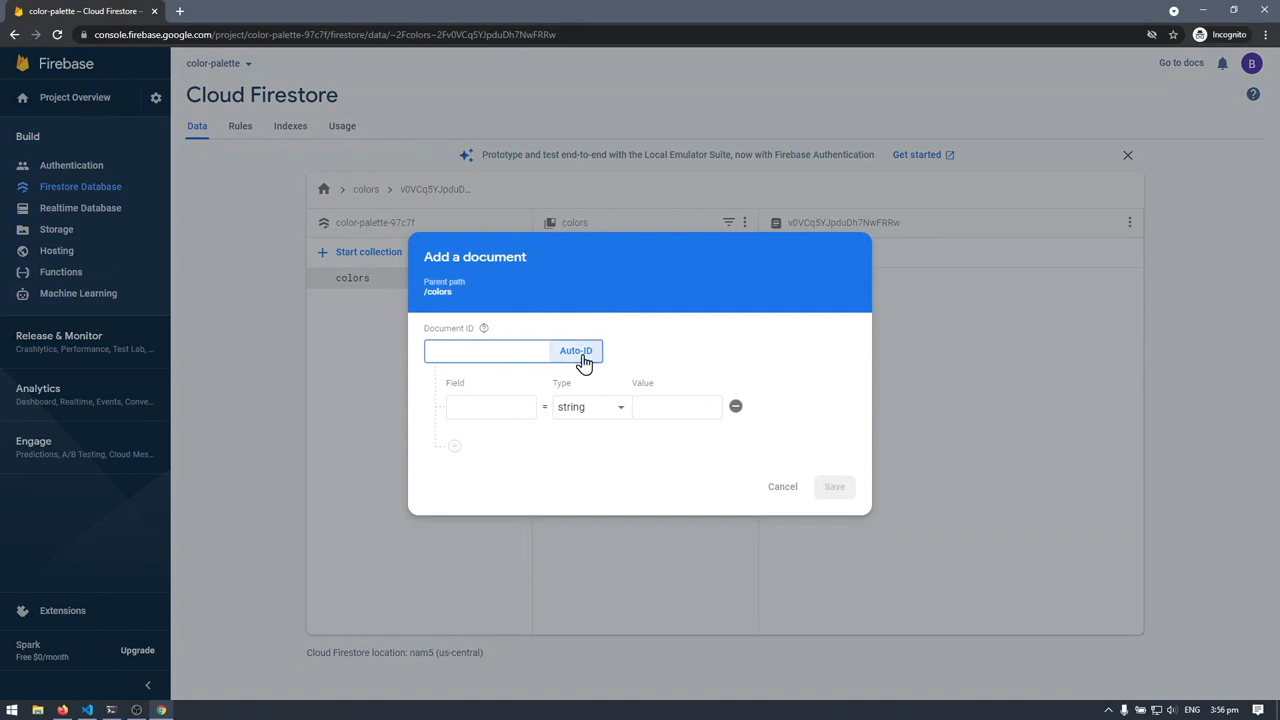 color-palette – Cloud Firestore –
console.firebase.google.com/project/color-palette-97c7f/firestore/data/~2Fcolors~2Fv0VCq5YJpduDh7NwFRRw
Incognito
Firebase
Project Overview
Build
Authentication
Firestore Database
Realtime Database
Storage
Hosting
Functions
Machine Learning
Release & Monitor
Crashlytics, Performance, Test Lab, ...
Analytics
Dashboard, Realtime, Events, Conve...
Engage
Predictions, A/B Testing, Cloud Mes...
Extensions
Spark
Free $0/month
Upgrade
color-palette
Go to docs
B
Cloud Firestore
Data Rules Indexes Usage
Prototype and test end-to-end with the Local Emulator Suite, now with Firebase Authentication Get started
colors v0VCq5YJpduD...
color-palette-97c7f
colors
v0VCq5YJpduDh7NwFRRw
Start collection
colors
Add a document
Parent path
/colors
Document ID
Auto-ID
Field Type Value
= string
Cancel Save
Cloud Firestore location: nam5 (us-central)
ENG 3:56 pm